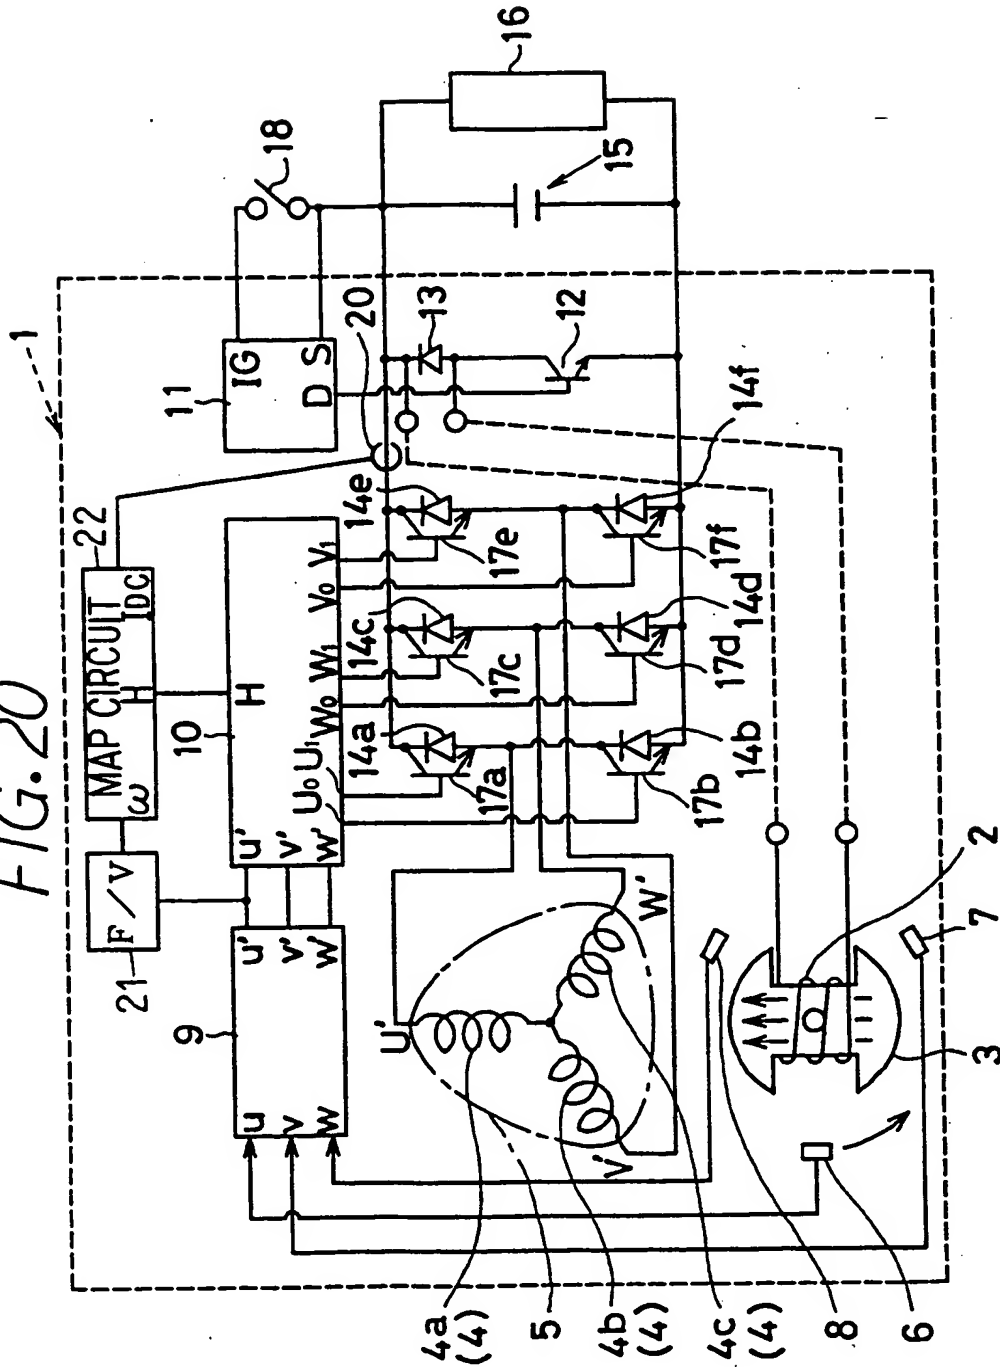 FIG.20
1
22
MAP CIRCUIT
ω H IDC
F/V
21
10
H
u'
v'
w'
U0 U1 W0 W1 V0 V1
9
u'
v'
w'
u
v
w
11
IG
D S
18
16
15
20
13
12
14e
17e
14f
17f
14c
17c
14d
17d
14a
17a
14b
17b
U'
V'
W'
4a
(4)
5
4b
(4)
4c
(4)
8
6
3
7
2